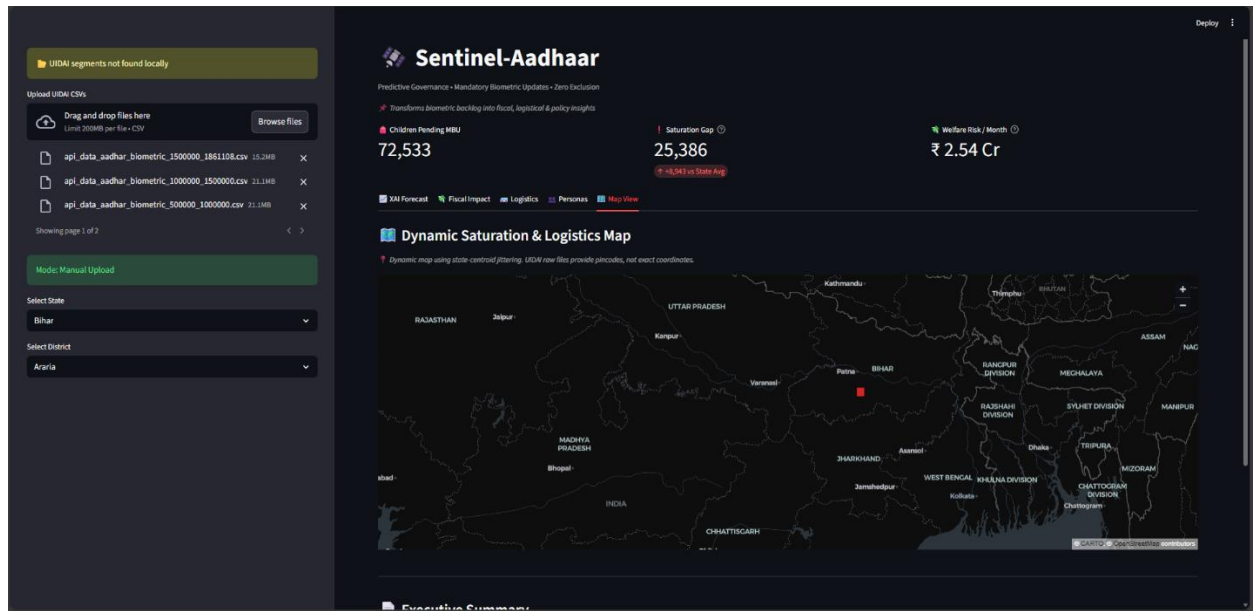 Deploy
UIDAI segments not found locally
Upload UIDAI CSVs
Drag and drop files here
Limit 200MB per file • CSV
Browse files
api_data_aadhar_biometric_1500000_1861108.csv 15.2MB
api_data_aadhar_biometric_1000000_1500000.csv 21.1MB
api_data_aadhar_biometric_500000_1000000.csv 21.1MB
Showing page 1 of 2
Mode: Manual Upload
Select State
Bihar
Select District
Araria
Sentinel-Aadhaar
Predictive Governance • Mandatory Biometric Updates • Zero Exclusion
Transforms biometric backlog into fiscal, logistical & policy insights
Children Pending MBU
72,533
Saturation Gap
25,386
↑ +8,943 vs State Avg
Welfare Risk / Month
₹ 2.54 Cr
XAI Forecast Fiscal Impact Logistics Personas Map View
Dynamic Saturation & Logistics Map
Dynamic map using state-centroid jittering. UIDAI raw files provide pincodes, not exact coordinates.
Kathmandu
Thimphu
BHUTAN
+
−
UTTAR PRADESH
RAJASTHAN
Jaipur
Kanpur
ASSAM
NAG
Patna
BIHAR
RANGPUR DIVISION
MEGHALAYA
Varanasi
RAJSHAHI DIVISION
SYLHET DIVISION
MANIPUR
MADHYA PRADESH
Bhopal
JHARKHAND
Asansol
Dhaka
TRIPURA
MIZORAM
abad
Jamshedpur
WEST BENGAL
KHULNA DIVISION
Kolkata
CHATTOGRAM DIVISION
Chattogram
INDIA
CHHATTISGARH
© CARTO, © OpenStreetMap contributors
Executive Summary